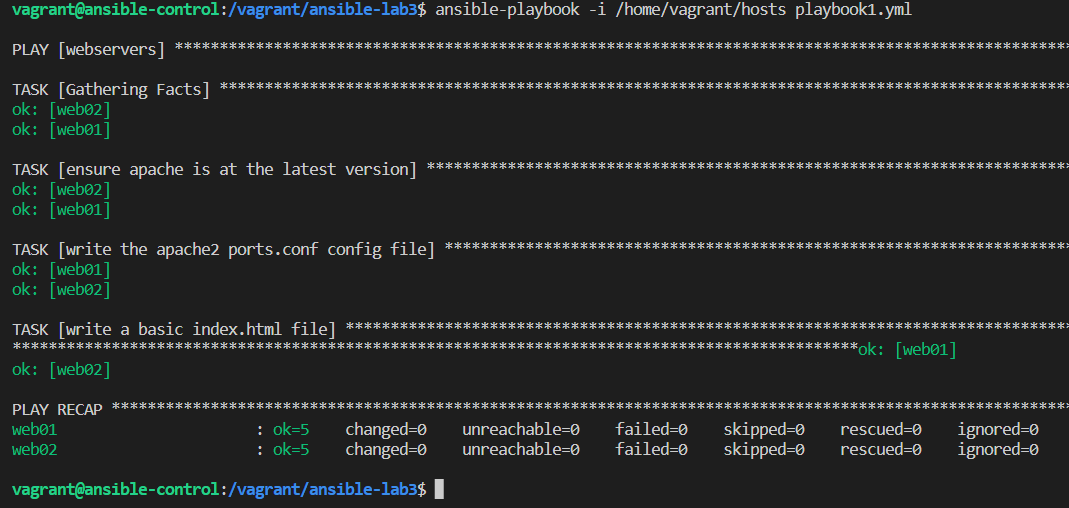 vagrant@ansible-control:/vagrant/ansible-lab3$ ansible-playbook -i /home/vagrant/hosts playbook1.yml
PLAY [webservers] ***************************************************************************************************
TASK [Gathering Facts] **********************************************************************************************
ok: [web02]
ok: [web01]
TASK [ensure apache is at the latest version] ***********************************************************************
ok: [web02]
ok: [web01]
TASK [write the apache2 ports.conf config file] *********************************************************************
ok: [web01]
ok: [web02]
TASK [write a basic index.html file] ********************************************************************************
**********************************************************************************************ok: [web01]
ok: [web02]
PLAY RECAP **********************************************************************************************************
web01                      : ok=5    changed=0    unreachable=0    failed=0    skipped=0    rescued=0    ignored=0
web02                      : ok=5    changed=0    unreachable=0    failed=0    skipped=0    rescued=0    ignored=0
vagrant@ansible-control:/vagrant/ansible-lab3$